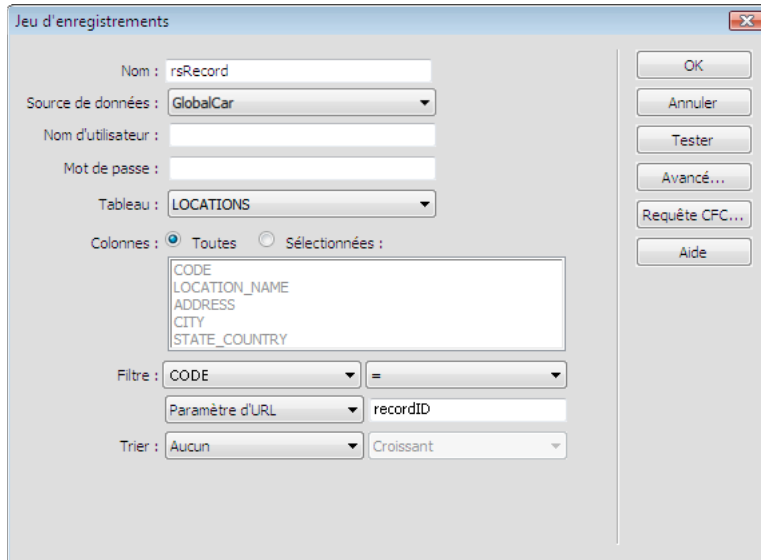 Jeu d'enregistrements
Nom : rsRecord
Source de données : GlobalCar
Nom d'utilisateur :
Mot de passe :
Tableau : LOCATIONS
Colonnes : Toutes Sélectionnées :
CODE
LOCATION_NAME
ADDRESS
CITY
STATE_COUNTRY
Filtre : CODE =
Paramètre d'URL recordID
Trier : Aucun Croissant
OK
Annuler
Tester
Avancé...
Requête CFC...
Aide